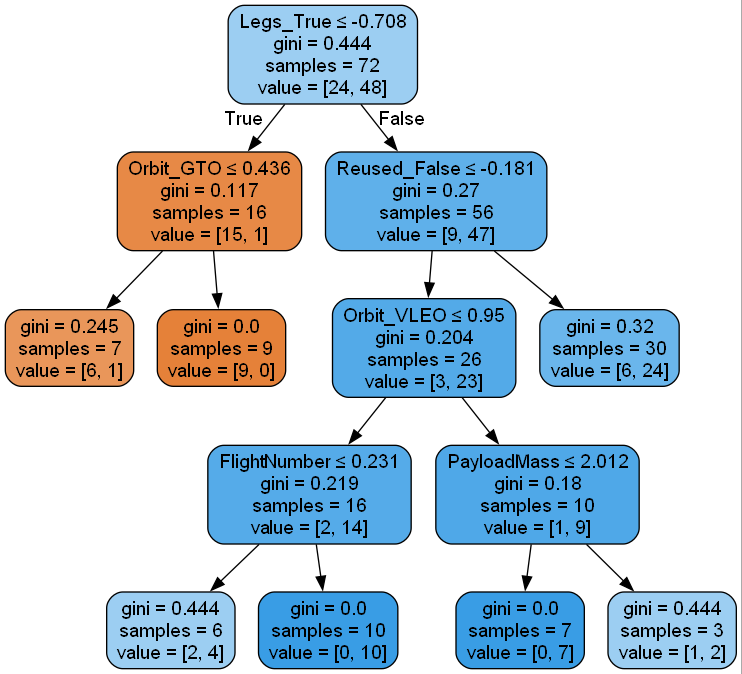 Legs_True ≤ -0.708
gini = 0.444
samples = 72
value = [24, 48]
True
False
Orbit_GTO ≤ 0.436
gini = 0.117
samples = 16
value = [15, 1]
Reused_False ≤ -0.181
gini = 0.27
samples = 56
value = [9, 47]
gini = 0.245
samples = 7
value = [6, 1]
gini = 0.0
samples = 9
value = [9, 0]
Orbit_VLEO ≤ 0.95
gini = 0.204
samples = 26
value = [3, 23]
gini = 0.32
samples = 30
value = [6, 24]
FlightNumber ≤ 0.231
gini = 0.219
samples = 16
value = [2, 14]
PayloadMass ≤ 2.012
gini = 0.18
samples = 10
value = [1, 9]
gini = 0.444
samples = 6
value = [2, 4]
gini = 0.0
samples = 10
value = [0, 10]
gini = 0.0
samples = 7
value = [0, 7]
gini = 0.444
samples = 3
value = [1, 2]